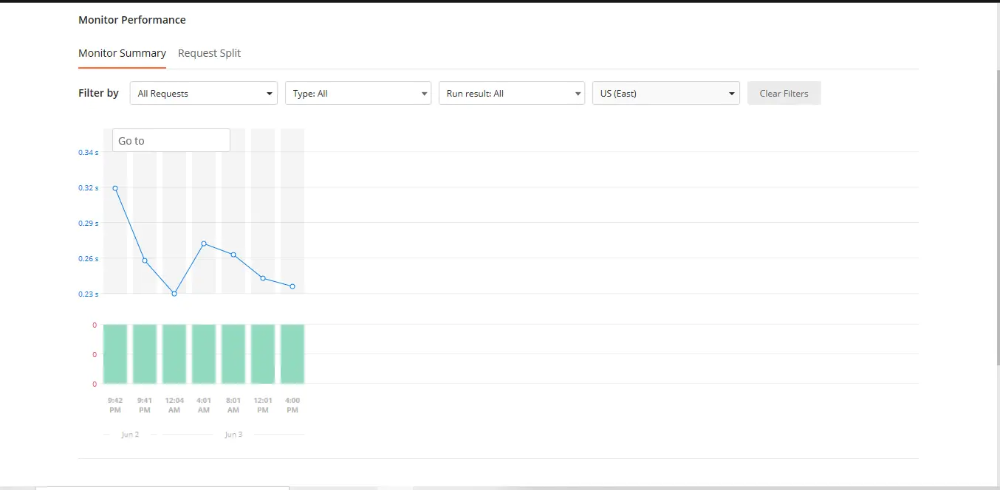 Monitor Performance
Monitor Summary Request Split
Filter by All Requests Type: All Run result: All US (East) Clear Filters
Go to
0.34 s
0.32 s
0.29 s
0.26 s
0.23 s
0
0
0
9:42 PM 9:41 PM 12:04 AM 4:01 AM 8:01 AM 12:01 PM 4:00 PM
Jun 2 Jun 3